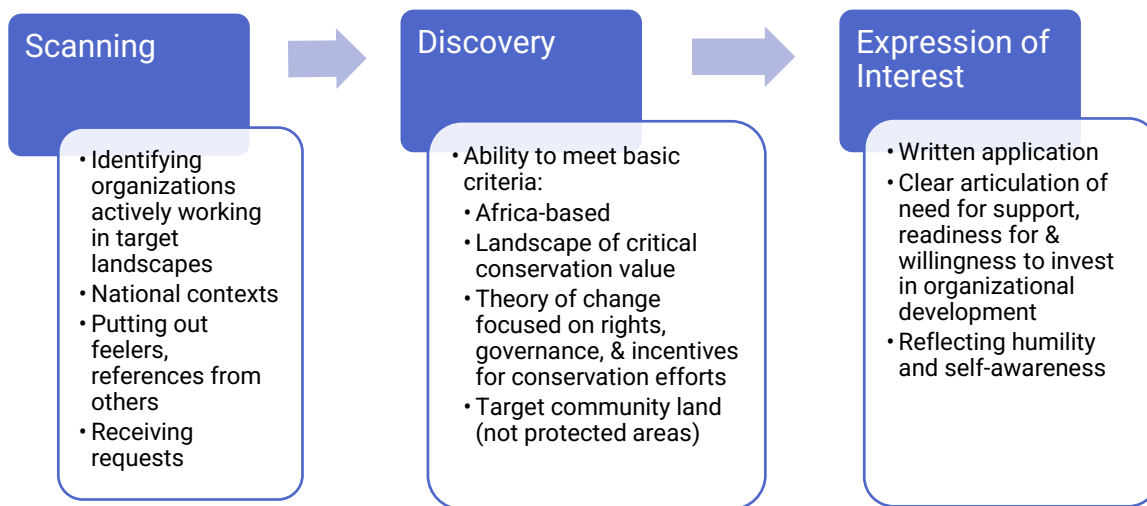 Scanning
• Identifying
organizations
actively working
in target
landscapes
• National contexts
• Putting out
feelers,
references from
others
• Receiving
requests
Discovery
• Ability to meet basic
criteria:
• Africa-based
• Landscape of critical
conservation value
• Theory of change
focused on rights,
governance, & incentives
for conservation efforts
• Target community land
(not protected areas)
Expression of
Interest
• Written application
• Clear articulation of
need for support,
readiness for &
willingness to invest
in organizational
development
• Reflecting humility
and self-awareness